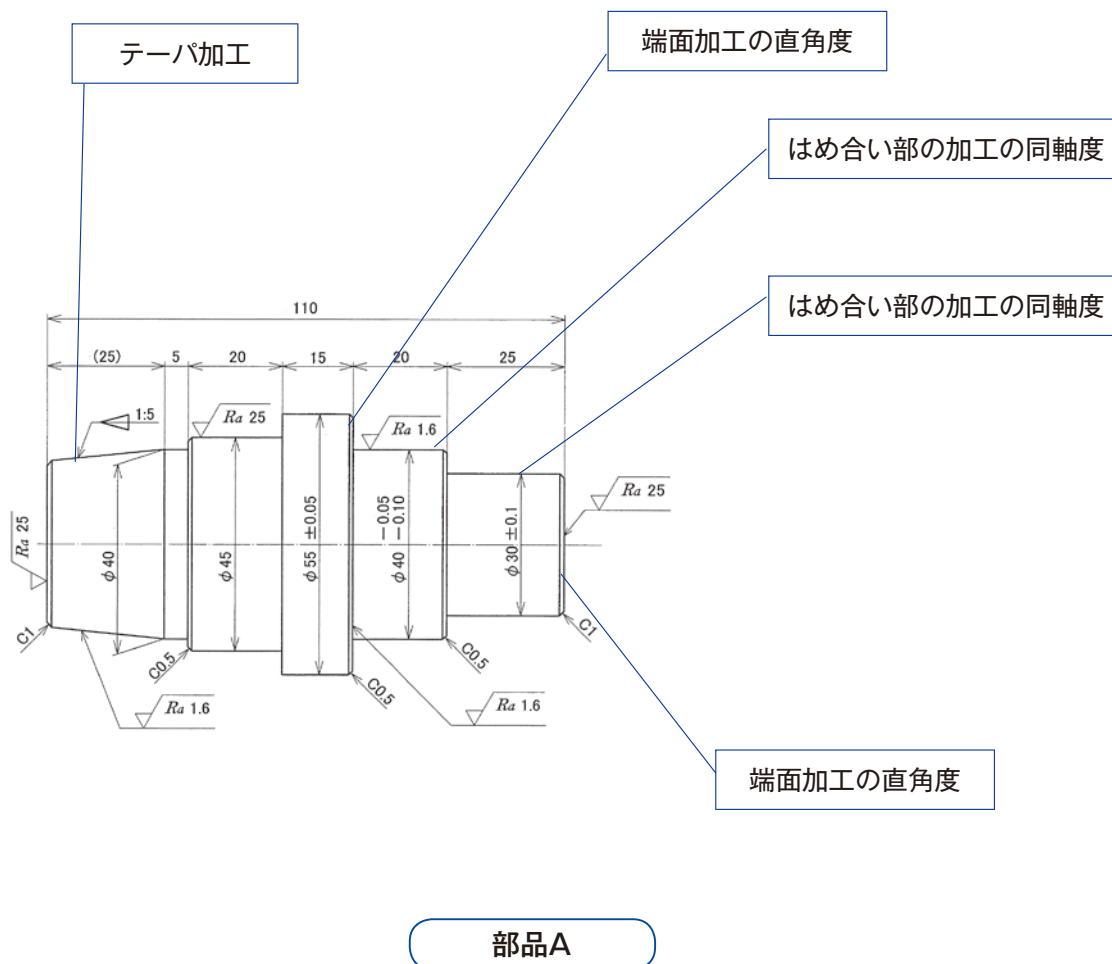 テーパ加工
端面加工の直角度
はめ合い部の加工の同軸度
はめ合い部の加工の同軸度
110
(25)
5
20
15
20
25
1:5
Ra 25
Ra 1.6
Ra 25
Ra 25
φ40
φ45
φ55 ±0.05
φ40 -0.05
-0.10
φ30 ±0.1
C1
C0.5
C0.5
C0.5
C1
Ra 1.6
Ra 1.6
端面加工の直角度
部品A